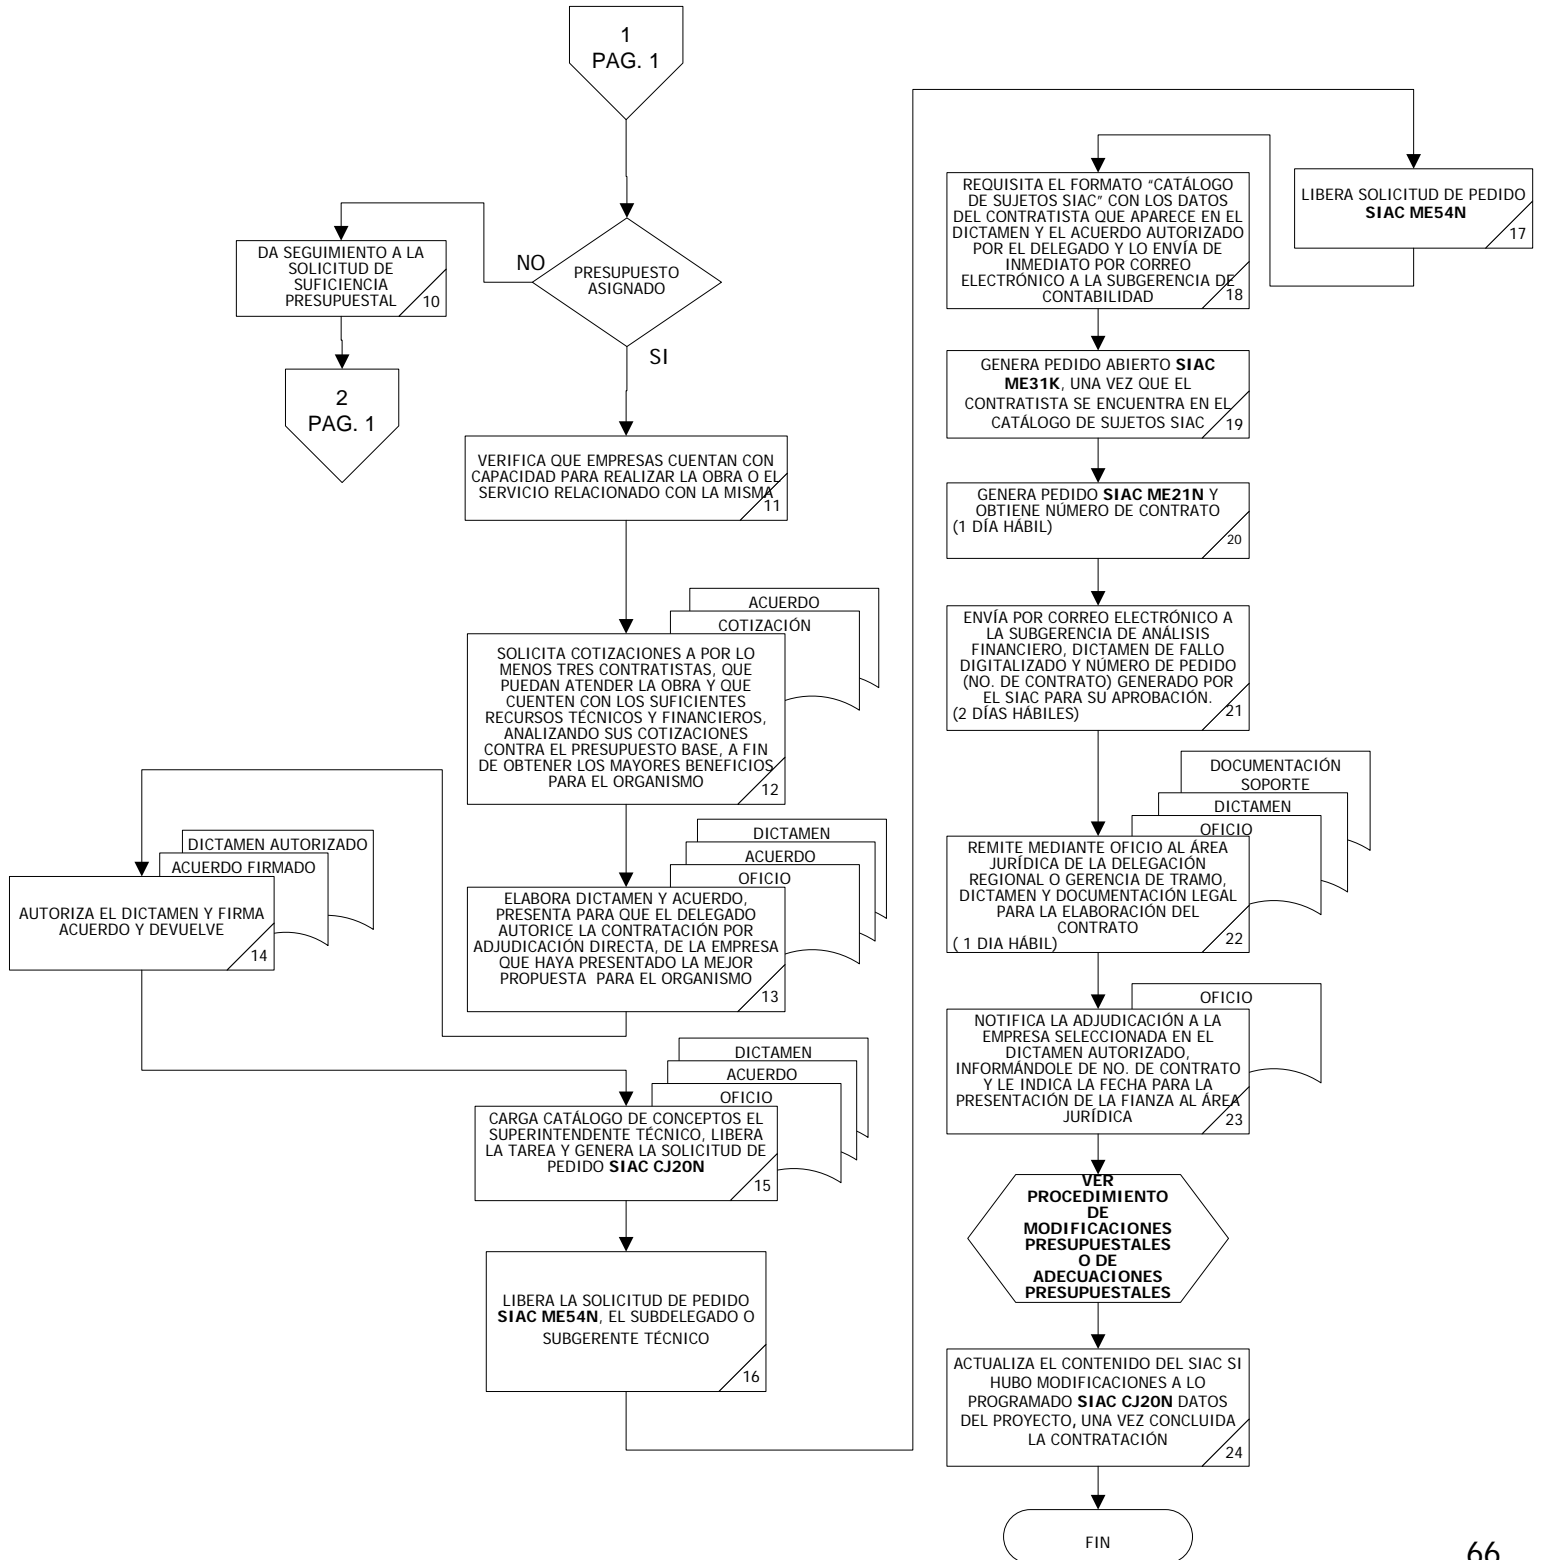 1
PAG. 1
PRESUPUESTO
ASIGNADO
NO
SI
DA SEGUIMIENTO A LA
SOLICITUD DE
SUFICIENCIA
PRESUPUESTAL
10
2
PAG. 1
VERIFICA QUE EMPRESAS CUENTAN CON
CAPACIDAD PARA REALIZAR LA OBRA O EL
SERVICIO RELACIONADO CON LA MISMA
11
ACUERDO
COTIZACIÓN
SOLICITA COTIZACIONES A POR LO
MENOS TRES CONTRATISTAS, QUE
PUEDAN ATENDER LA OBRA Y QUE
CUENTEN CON LOS SUFICIENTES
RECURSOS TÉCNICOS Y FINANCIEROS,
ANALIZANDO SUS COTIZACIONES
CONTRA EL PRESUPUESTO BASE, A FIN
DE OBTENER LOS MAYORES BENEFICIOS
PARA EL ORGANISMO
12
DICTAMEN
ACUERDO
OFICIO
ELABORA DICTAMEN Y ACUERDO,
PRESENTA PARA QUE EL DELEGADO
AUTORICE LA CONTRATACIÓN POR
ADJUDICACIÓN DIRECTA, DE LA EMPRESA
QUE HAYA PRESENTADO LA MEJOR
PROPUESTA PARA EL ORGANISMO
13
DICTAMEN AUTORIZADO
ACUERDO FIRMADO
AUTORIZA EL DICTAMEN Y FIRMA
ACUERDO Y DEVUELVE
14
DICTAMEN
ACUERDO
OFICIO
CARGA CATÁLOGO DE CONCEPTOS EL
SUPERINTENDENTE TÉCNICO, LIBERA
LA TAREA Y GENERA LA SOLICITUD DE
PEDIDO SIAC CJ20N
15
LIBERA LA SOLICITUD DE PEDIDO
SIAC ME54N, EL SUBDELEGADO O
SUBGERENTE TÉCNICO
16
LIBERA SOLICITUD DE PEDIDO
SIAC ME54N
17
REQUISITA EL FORMATO "CATÁLOGO
DE SUJETOS SIAC" CON LOS DATOS
DEL CONTRATISTA QUE APARECE EN EL
DICTAMEN Y EL ACUERDO AUTORIZADO
POR EL DELEGADO Y LO ENVÍA DE
INMEDIATO POR CORREO
ELECTRÓNICO A LA SUBGERENCIA DE
CONTABILIDAD
18
GENERA PEDIDO ABIERTO SIAC
ME31K, UNA VEZ QUE EL
CONTRATISTA SE ENCUENTRA EN EL
CATÁLOGO DE SUJETOS SIAC
19
GENERA PEDIDO SIAC ME21N Y
OBTIENE NÚMERO DE CONTRATO
(1 DÍA HÁBIL)
20
ENVÍA POR CORREO ELECTRÓNICO A
LA SUBGERENCIA DE ANÁLISIS
FINANCIERO, DICTAMEN DE FALLO
DIGITALIZADO Y NÚMERO DE PEDIDO
(NO. DE CONTRATO) GENERADO POR
EL SIAC PARA SU APROBACIÓN.
(2 DÍAS HÁBILES)
21
DOCUMENTACIÓN
SOPORTE
DICTAMEN
OFICIO
REMITE MEDIANTE OFICIO AL ÁREA
JURÍDICA DE LA DELEGACIÓN
REGIONAL O GERENCIA DE TRAMO,
DICTAMEN Y DOCUMENTACIÓN LEGAL
PARA LA ELABORACIÓN DEL
CONTRATO
( 1 DIA HÁBIL)
22
OFICIO
NOTIFICA LA ADJUDICACIÓN A LA
EMPRESA SELECCIONADA EN EL
DICTAMEN AUTORIZADO,
INFORMÁNDOLE DE NO. DE CONTRATO
Y LE INDICA LA FECHA PARA LA
PRESENTACIÓN DE LA FIANZA AL ÁREA
JURÍDICA
23
VER
PROCEDIMIENTO
DE
MODIFICACIONES
PRESUPUESTALES
O DE
ADECUACIONES
PRESUPUESTALES
ACTUALIZA EL CONTENIDO DEL SIAC SI
HUBO MODIFICACIONES A LO
PROGRAMADO SIAC CJ20N DATOS
DEL PROYECTO, UNA VEZ CONCLUIDA
LA CONTRATACIÓN
24
FIN
66